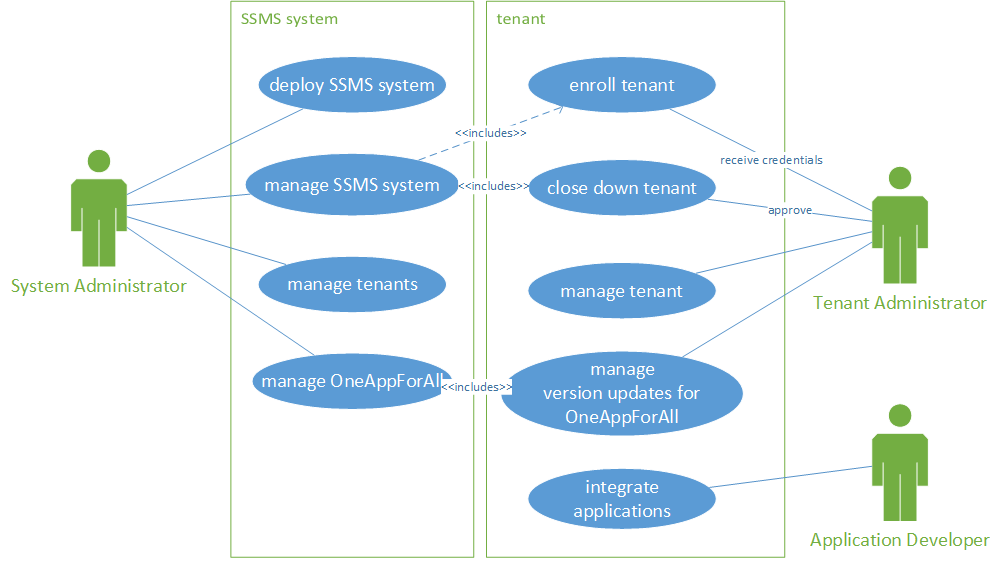 SSMS system
tenant
deploy SSMS system
enroll tenant
<<includes>>
receive credentials
manage SSMS system
<<includes>>
close down tenant
approve
System Administrator
manage tenants
manage tenant
Tenant Administrator
manage OneAppForAll
<<includes>>
manage
version updates for
OneAppForAll
integrate
applications
Application Developer